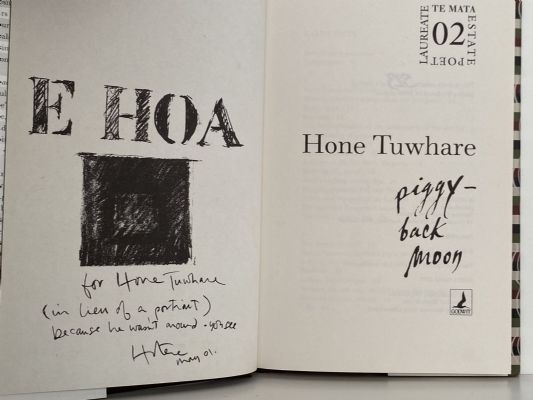 E HOA
for Hone Tuwhare
(in lieu of a portrait)
because he wasn't around -
Hotere
may 01.
TE MATA
ESTATE
POET
LAUREATE
02
Hone Tuwhare
piggy-
back
moon
GODWIT